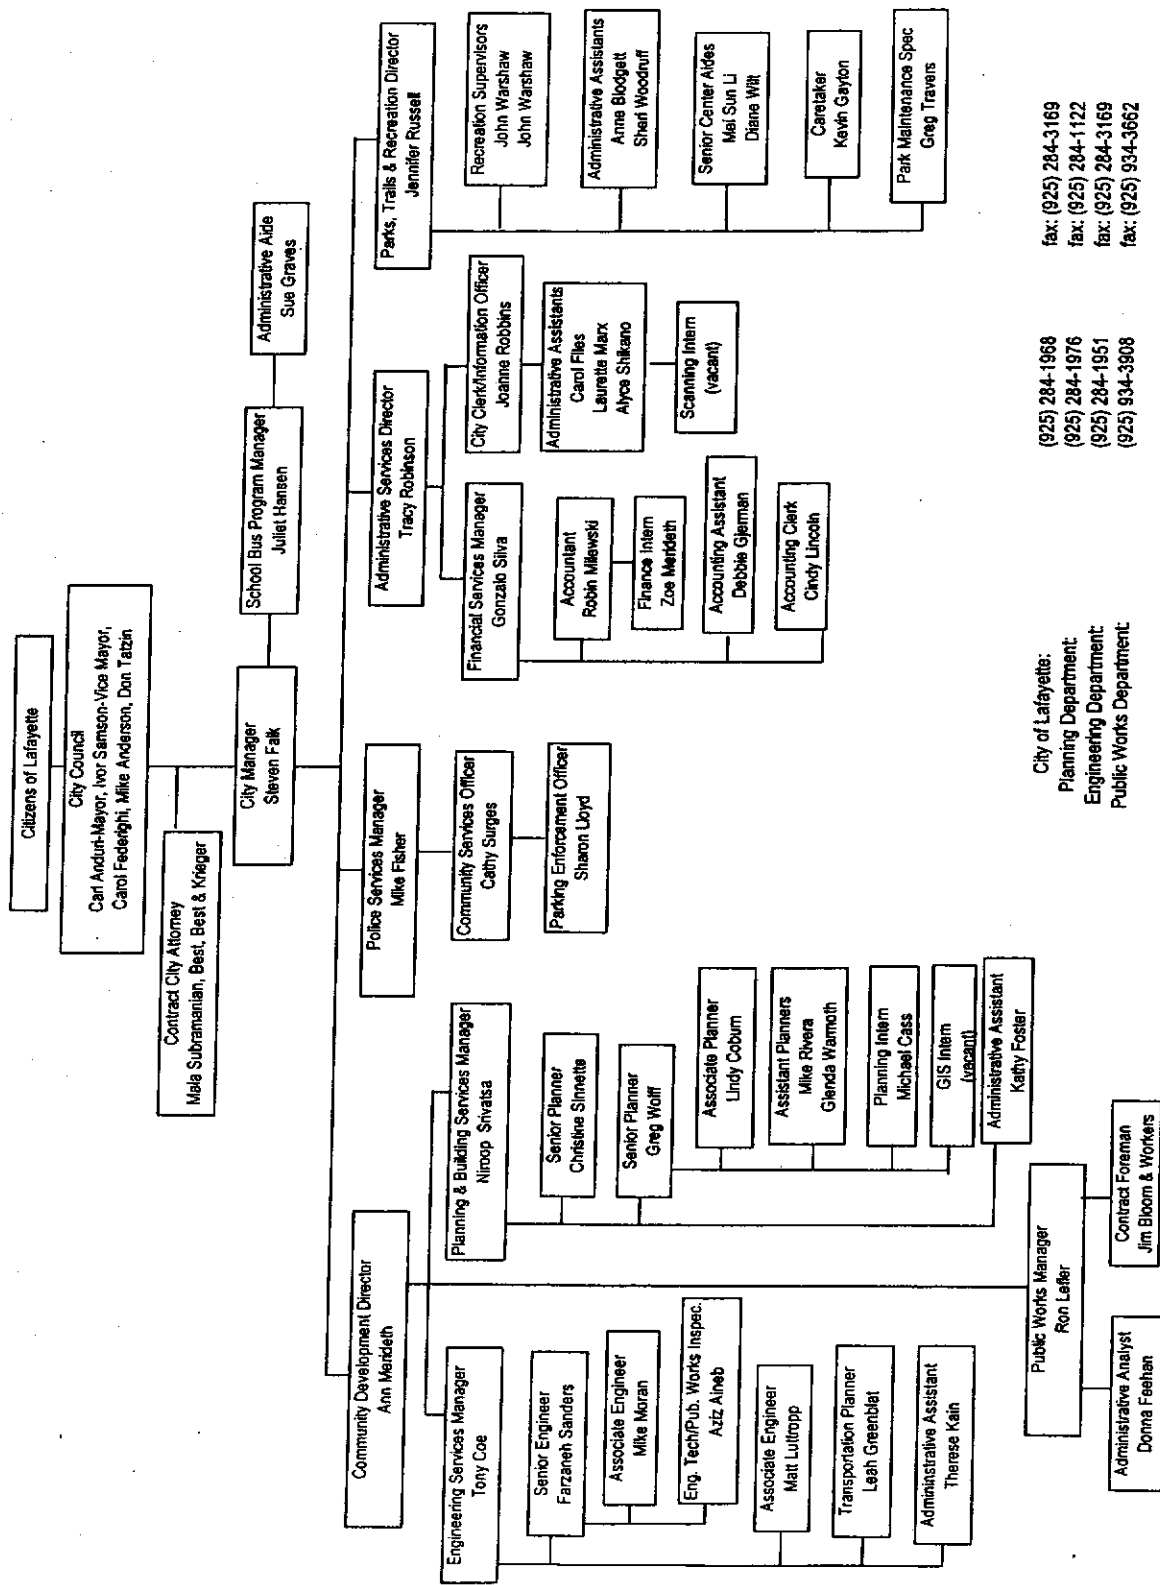 Citizens of Lafayette
City Council
Carl Anduri-Mayor, Ivor Samson-Vice Mayor,
Carol Federighi, Mike Anderson, Don Tatzin
Contract City Attorney
Mala Subramanian, Best, Best & Krieger
City Manager
Steven Falk
School Bus Program Manager
Juliet Hansen
Administrative Aide
Sue Graves
Community Development Director
Ann Merideth
Police Services Manager
Mike Fisher
Administrative Services Director
Tracy Robinson
Parks, Trails & Recreation Director
Jennifer Russell
Engineering Services Manager
Tony Coe
Senior Engineer
Farzaneh Sanders
Associate Engineer
Mike Moran
Eng. Tech/Pub. Works Inspec.
Aziz Aineb
Associate Engineer
Matt Luttropp
Transportation Planner
Leah Greenblat
Admininstrative Assistant
Therese Kain
Planning & Building Services Manager
Niroop Srivatsa
Senior Planner
Christine Sinnette
Senior Planner
Greg Wolff
Associate Planner
Lindy Coburn
Assistant Planners
Mike Rivera
Glenda Warmoth
Planning Intern
Michael Cass
GIS Intern
(vacant)
Administrative Assistant
Kathy Foster
Public Works Manager
Ron Lefler
Administrative Analyst
Donna Feehan
Contract Foreman
Jim Bloom & Workers
Community Services Officer
Cathy Surges
Parking Enforcement Officer
Sharon Lloyd
Financial Services Manager
Gonzalo Silva
Accountant
Robin Milewski
Finance Intern
Zoe Merideth
Accounting Assistant
Debbie Gjerman
Accounting Clerk
Cindy Lincoln
City Clerk/Information Officer
Joanne Robbins
Administrative Assistants
Carol Files
Laurette Marx
Alyce Shikano
Scanning Intern
(vacant)
Recreation Supervisors
John Warshaw
John Warshaw
Administrative Assistants
Anne Blodgett
Sheri Woodruff
Senior Center Aides
Mei Sun Li
Diane Wilt
Caretaker
Kevin Gayton
Park Maintenance Spec
Greg Travers
City of Lafayette: (925) 284-1968 fax: (925) 284-3169
Planning Department: (925) 284-1976 fax: (925) 284-1122
Engineering Department: (925) 284-1951 fax: (925) 284-3169
Public Works Department: (925) 934-3908 fax: (925) 934-3662